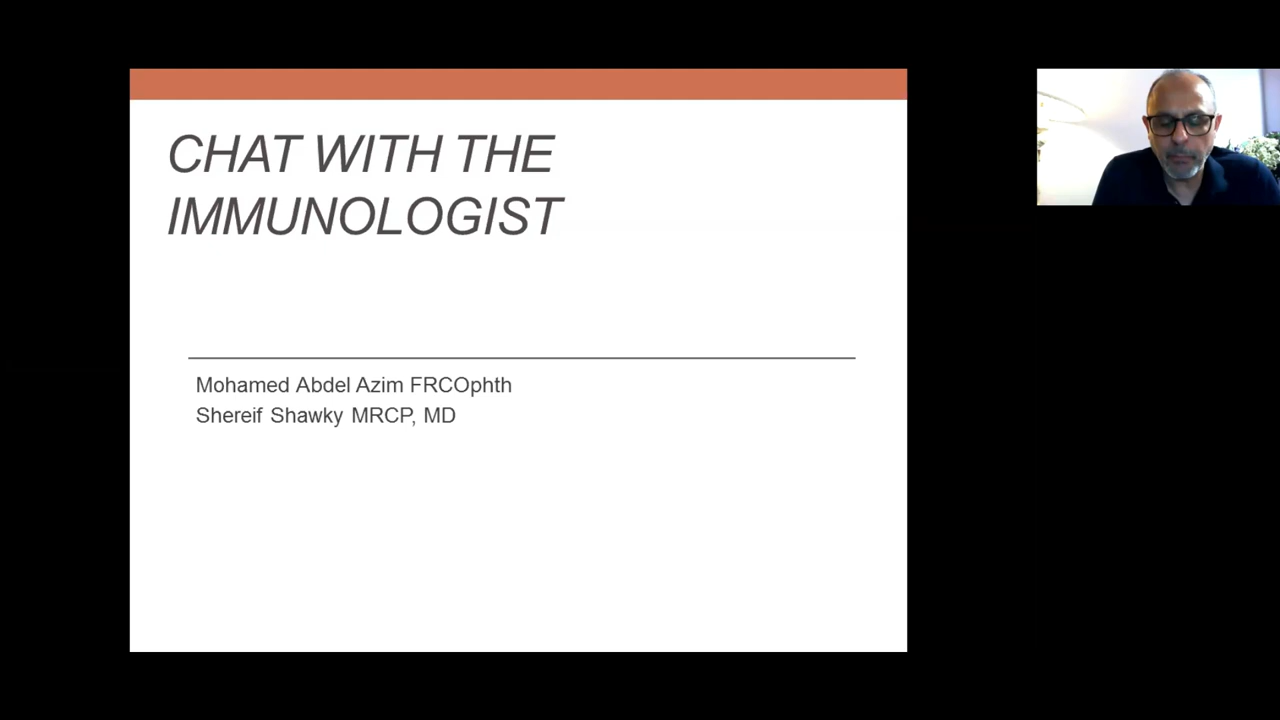 CHAT WITH THE
IMMUNOLOGIST
Mohamed Abdel Azim FRCOphth
Shereif Shawky MRCP, MD